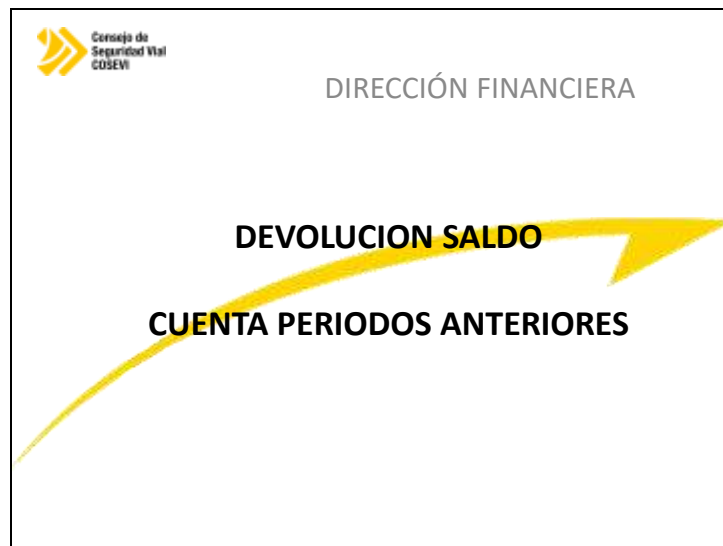 Consejo de
Seguridad Vial
COSEVI
DIRECCIÓN FINANCIERA
DEVOLUCION SALDO
CUENTA PERIODOS ANTERIORES